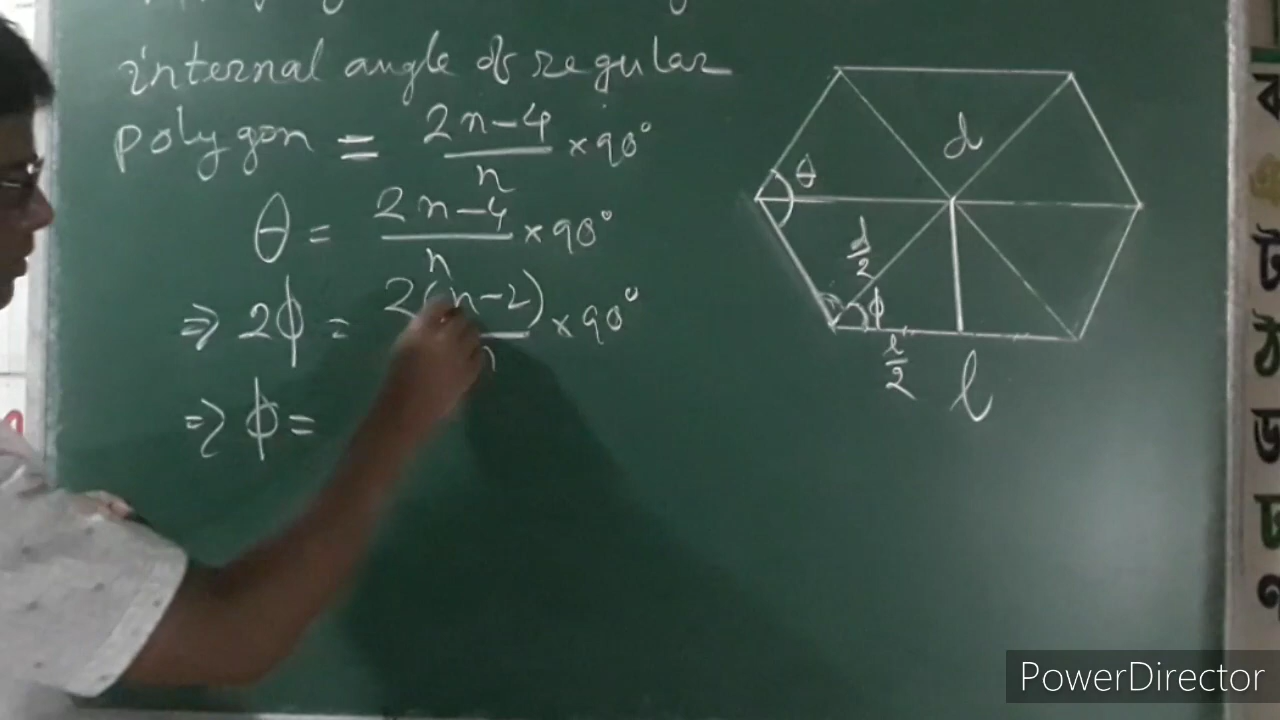 internal angle of regular
polygon = 2n-4/n × 90°
θ = 2n-4/n × 90°
⇒ 2ϕ = 2(n-2)/n × 90°
⇒ ϕ =
d
θ
d/2
ϕ
l/2
l
ট
ঠ
ড
PowerDirector